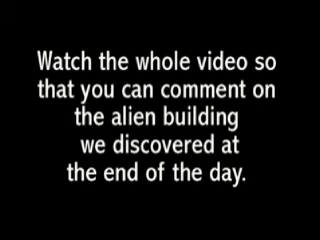 Watch the whole video so
that you can comment on
the alien building
we discovered at
the end of the day.